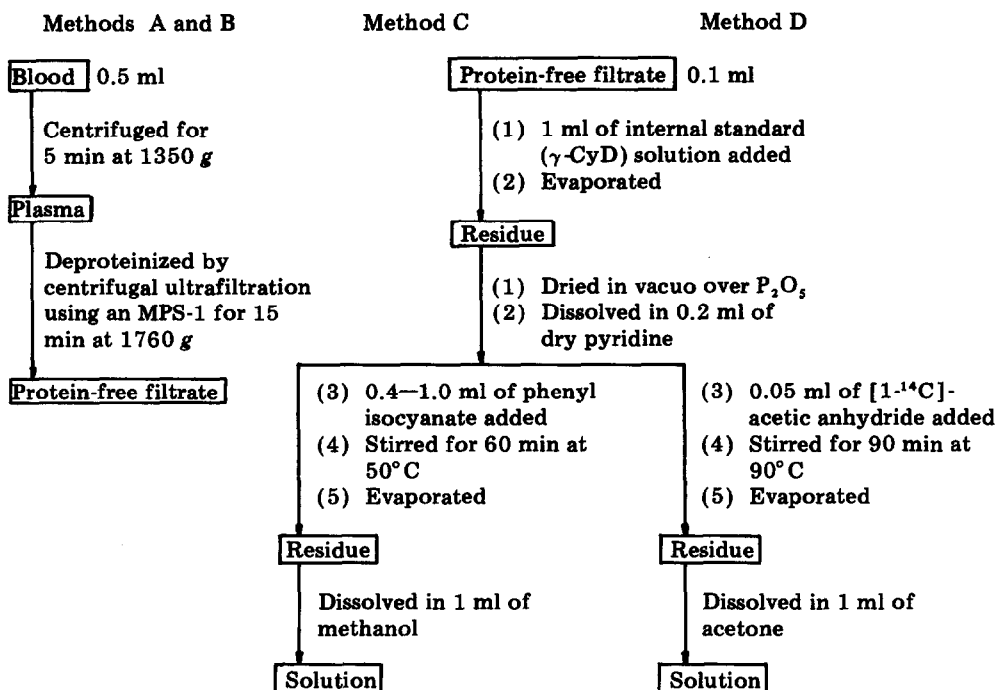 Methods A and B
Method C
Method D
Blood 0.5 ml
Centrifuged for
5 min at 1350 g
Plasma
Deproteinized by
centrifugal ultrafiltration
using an MPS-1 for 15
min at 1760 g
Protein-free filtrate
Protein-free filtrate 0.1 ml
(1) 1 ml of internal standard
(γ-CyD) solution added
(2) Evaporated
Residue
(1) Dried in vacuo over P₂O₅
(2) Dissolved in 0.2 ml of
dry pyridine
(3) 0.4—1.0 ml of phenyl
isocyanate added
(4) Stirred for 60 min at
50°C
(5) Evaporated
Residue
Dissolved in 1 ml of
methanol
Solution
(3) 0.05 ml of [1-¹⁴C]-
acetic anhydride added
(4) Stirred for 90 min at
90°C
(5) Evaporated
Residue
Dissolved in 1 ml of
acetone
Solution